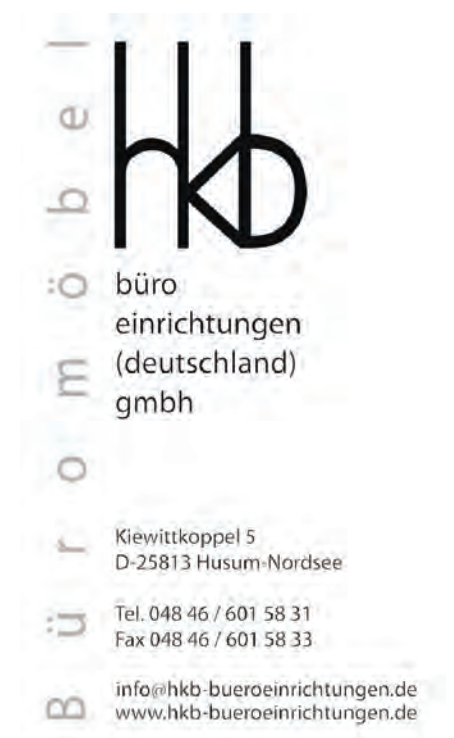 Büromöbel
hkb
büro
einrichtungen
(deutschland)
gmbh
Kiewittkoppel 5
D-25813 Husum-Nordsee
Tel. 048 46 / 601 58 31
Fax 048 46 / 601 58 33
info@hkb-bueroeinrichtungen.de
www.hkb-bueroeinrichtungen.de